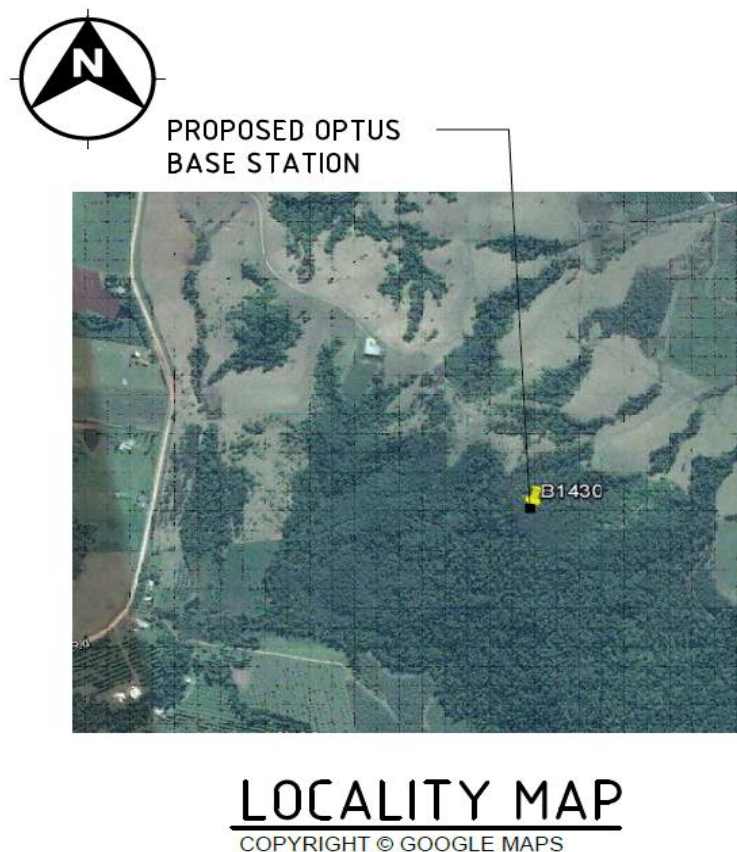 N
PROPOSED OPTUS
BASE STATION
B1430
LOCALITY MAP
COPYRIGHT © GOOGLE MAPS